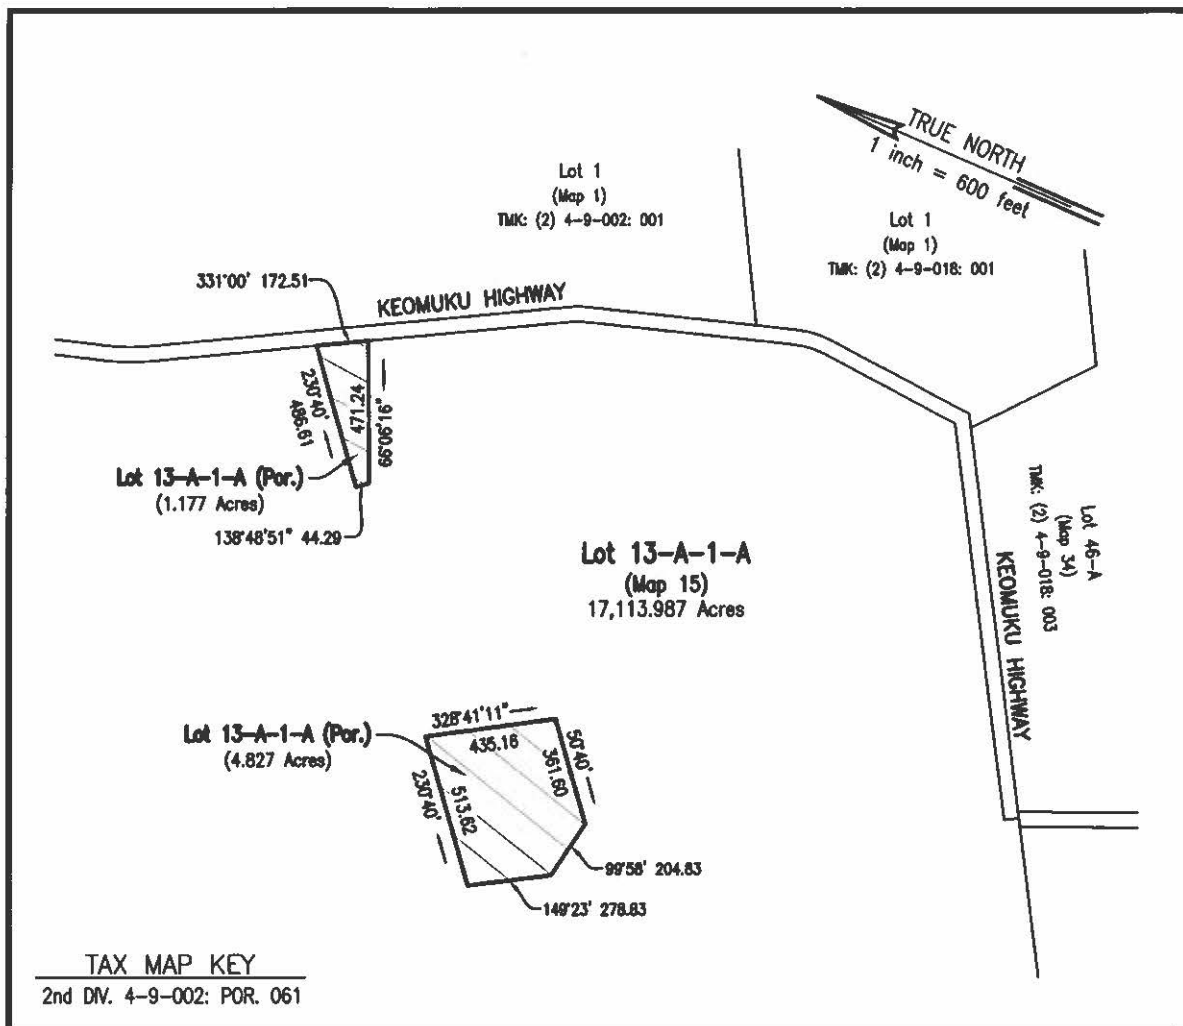 TRUE NORTH
1 inch = 600 feet
Lot 1
(Map 1)
TMK: (2) 4-9-002: 001
Lot 1
(Map 1)
TMK: (2) 4-9-018: 001
331°00' 172.51
KEOMUKU HIGHWAY
230°40'
486.61
471.24
66°06'16"
Lot 13-A-1-A (Por.)
(1.177 Acres)
138°48'51" 44.29
Lot 13-A-1-A
(Map 15)
17,113.987 Acres
Lot 46-A
(Map 34)
TMK: (2) 4-9-018: 003
KEOMUKU HIGHWAY
Lot 13-A-1-A (Por.)
(4.827 Acres)
328°41'11"
435.16
50°40'
361.60
230°40'
513.62
99°58' 204.83
149°23' 278.83
TAX MAP KEY
2nd DIV. 4-9-002: POR. 061